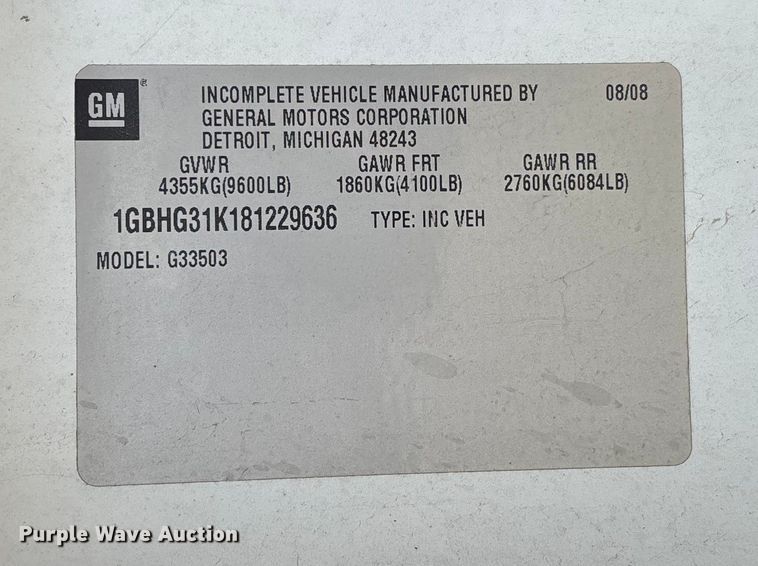 GM ®
INCOMPLETE VEHICLE MANUFACTURED BY 08/08
GENERAL MOTORS CORPORATION
DETROIT, MICHIGAN 48243
GVWR GAWR FRT GAWR RR
4355KG(9600LB) 1860KG(4100LB) 2760KG(6084LB)
1GBHG31K181229636 TYPE: INC VEH
MODEL: G33503
Purple Wave Auction